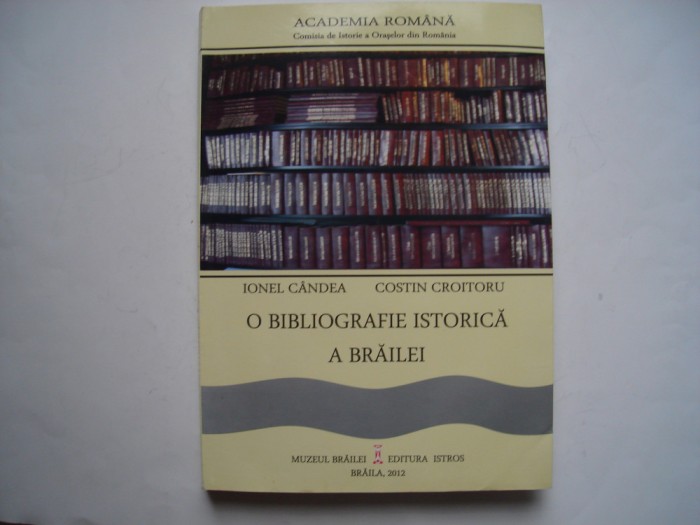 ACADEMIA ROMÂNĂ
Comisia de Istorie a Orașelor din România
IONEL CÂNDEA COSTIN CROITORU
O BIBLIOGRAFIE ISTORICĂ
A BRĂILEI
MUZEUL BRĂILEI EDITURA ISTROS
BRĂILA, 2012